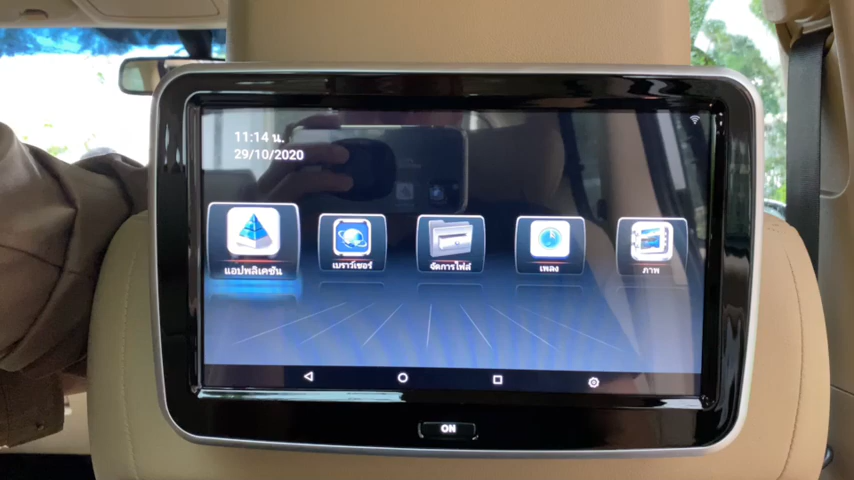 11:14 น.
29/10/2020
แอปพลิเคชัน
เบราว์เซอร์
จัดการไฟล์
เพลง
ภาพ
ON